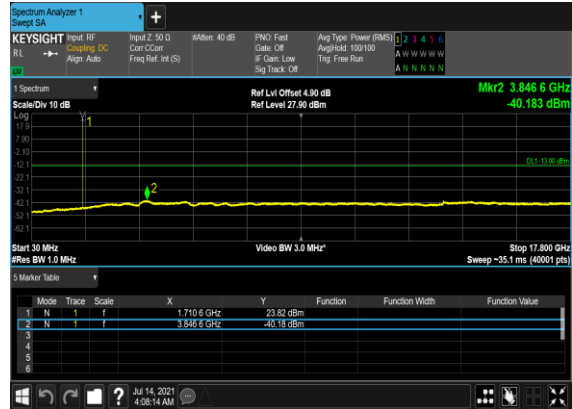 Spectrum Analyzer 1
Swept SA
+
KEYSIGHT Input: RF Input Z: 50 Ω #Atten: 40 dB PNO: Fast Avg Type: Power (RMS) 1 2 3 4 5 6
RL Coupling: DC Corr CCorr Gate: Off Avg|Hold: 100/100 A W W W W W
Align: Auto Freq Ref: Int (S) IF Gain: Low Trig: Free Run
Sig Track: Off A N N N N N
1 Spectrum Ref Lvl Offset 4.90 dB Mkr2 3.846 6 GHz
Scale/Div 10 dB Ref Level 27.90 dBm -40.183 dBm
Log
17.9
7.90
-2.10
-12.1
-22.1
-32.1
-42.1
-52.1
-62.1
1
2
DL1 -13.00 dBm
Start 30 MHz Video BW 3.0 MHz* Stop 17.800 GHz
#Res BW 1.0 MHz Sweep ~35.1 ms (40001 pts)
5 Marker Table
Mode Trace Scale X Y Function Function Width Function Value
1 N 1 f 1.710 6 GHz 23.82 dBm
2 N 1 f 3.846 6 GHz -40.18 dBm
3
4
5
6
? Jul 14, 2021
4:08:14 AM